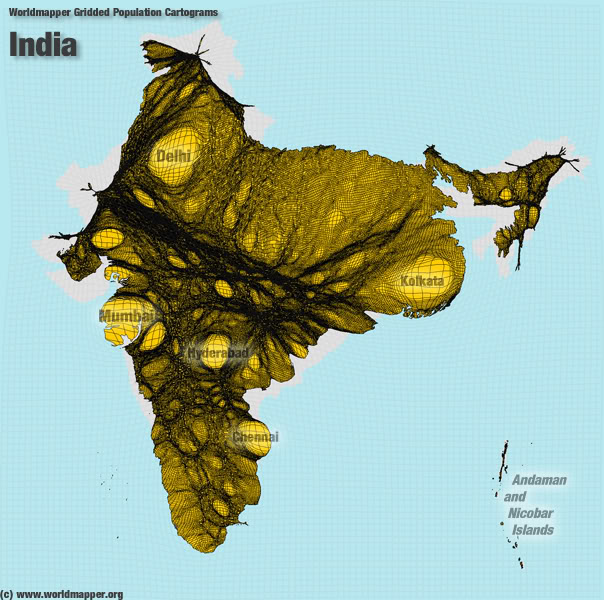 Worldmapper Gridded Population Cartograms
India
Delhi
Kolkata
Mumbai
Hyderabad
Chennai
Andaman
and
Nicobar
Islands
(c) www.worldmapper.org